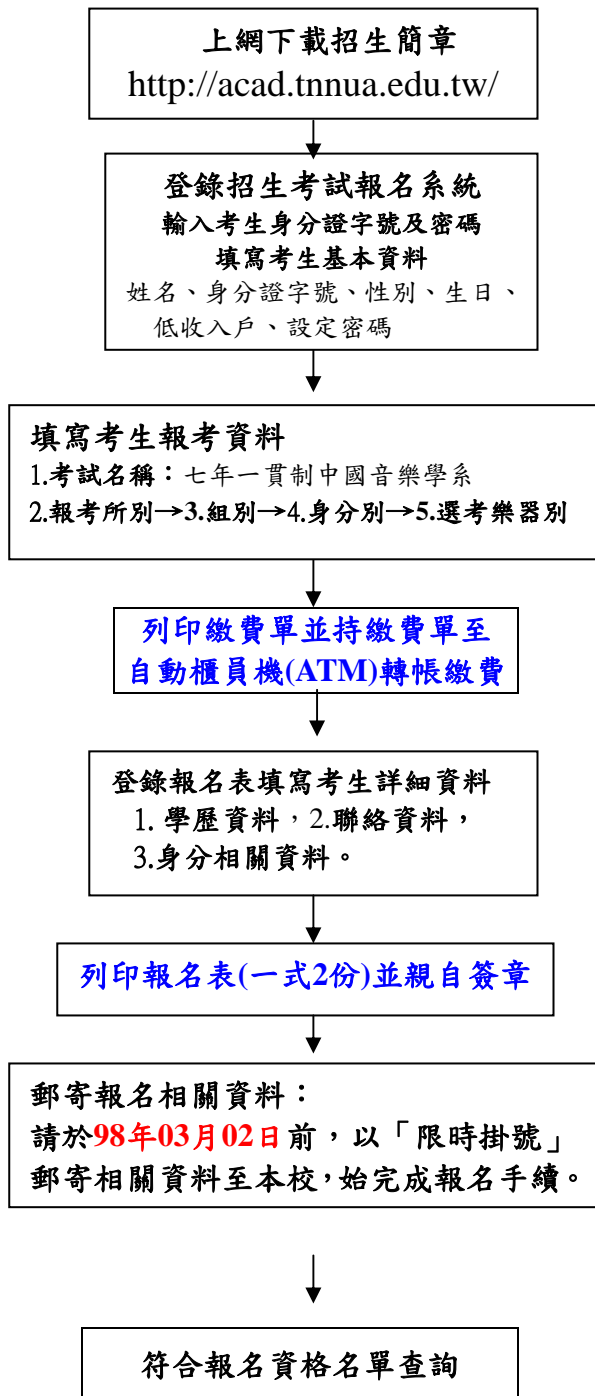 上網下載招生簡章
http://acad.tnnua.edu.tw/
登錄招生考試報名系統
輸入考生身分證字號及密碼
填寫考生基本資料
姓名、身分證字號、性別、生日、
低收入戶、設定密碼
填寫考生報考資料
1.考試名稱：七年一貫制中國音樂學系
2.報考所別→3.組別→4.身分別→5.選考樂器別
列印繳費單並持繳費單至
自動櫃員機(ATM)轉帳繳費
登錄報名表填寫考生詳細資料
1. 學歷資料，2.聯絡資料，
3.身分相關資料。
列印報名表(一式2份)並親自簽章
郵寄報名相關資料：
請於98年03月02日前，以「限時掛號」
郵寄相關資料至本校，始完成報名手續。
符合報名資格名單查詢